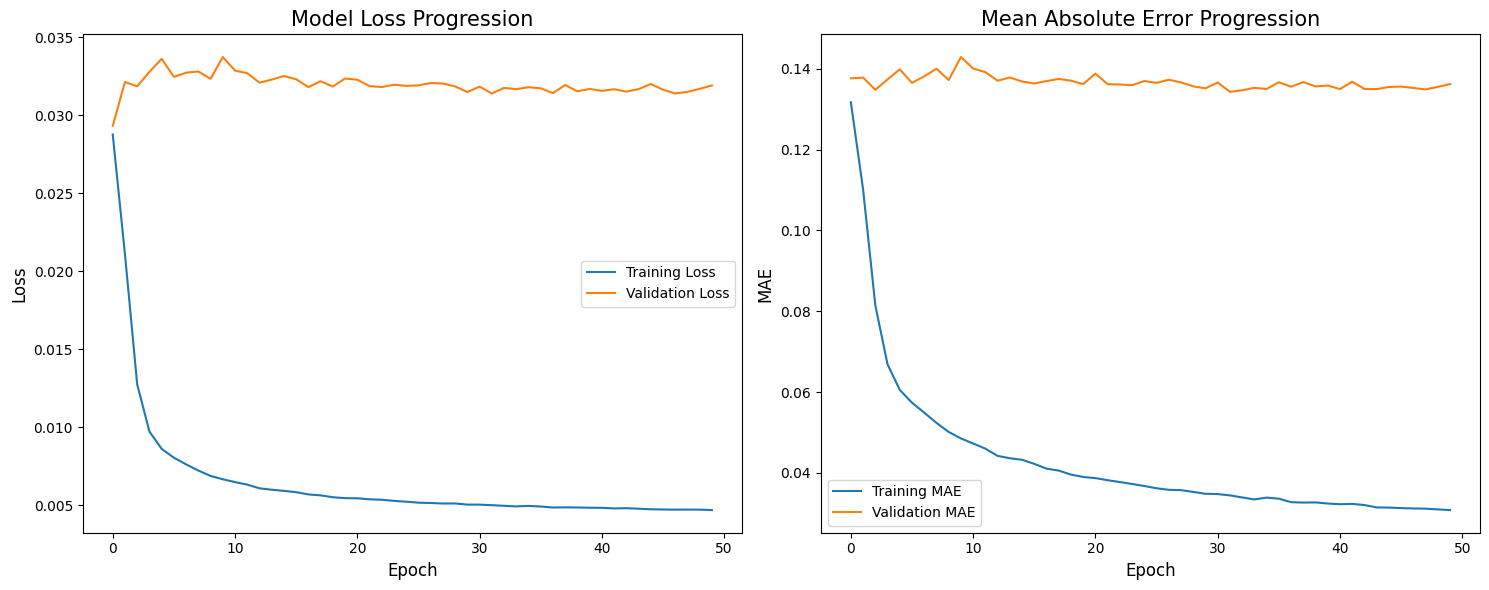 Model Loss Progression
0.035
0.030
0.025
0.020
0.015
0.010
0.005
Loss
Training Loss
Validation Loss
0 10 20 30 40 50
Epoch
Mean Absolute Error Progression
0.14
0.12
0.10
0.08
0.06
0.04
MAE
Training MAE
Validation MAE
0 10 20 30 40 50
Epoch